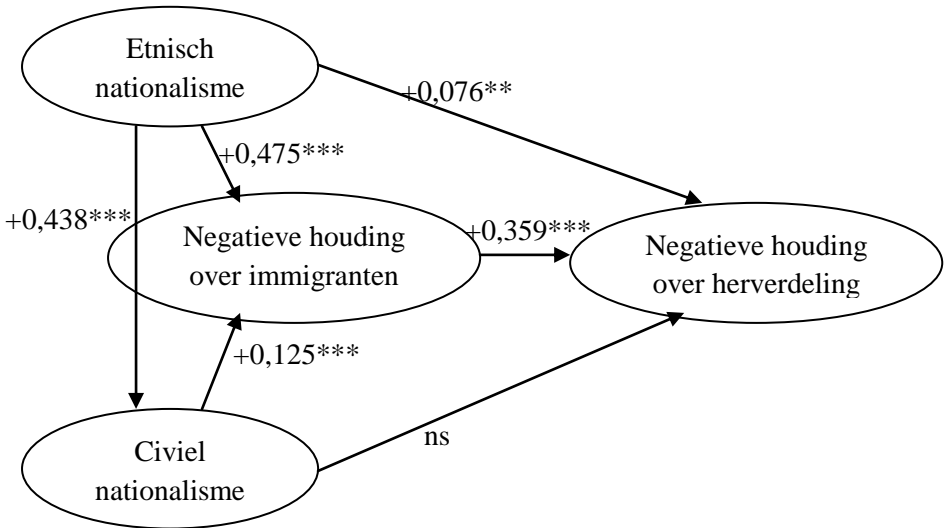 Etnisch
nationalisme
+0,076**
+0,475***
+0,438***
Negatieve houding
over immigranten
+0,359***
Negatieve houding
over herverdeling
+0,125***
ns
Civiel
nationalisme